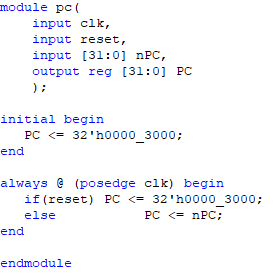 module pc(
    input clk,
    input reset,
    input [31:0] nPC,
    output reg [31:0] PC
    );
initial begin
   PC <= 32'h0000_3000;
end
always @ (posedge clk) begin
   if(reset) PC <= 32'h0000_3000;
   else          PC <= nPC;
end
endmodule